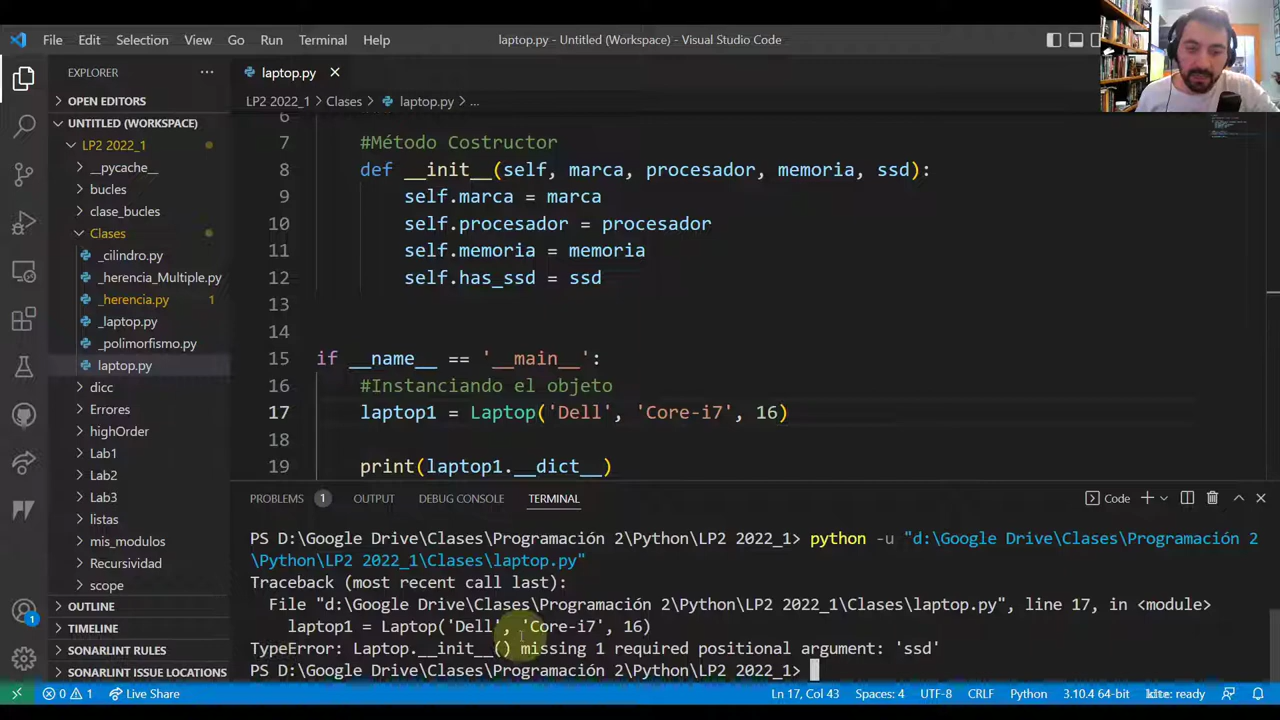 File Edit Selection View Go Run Terminal Help
laptop.py - Untitled (Workspace) - Visual Studio Code
EXPLORER
OPEN EDITORS
UNTITLED (WORKSPACE)
LP2 2022_1
__pycache__
bucles
clase_bucles
Clases
_cilindro.py
_herencia_Multiple.py
_herencia.py 1
_laptop.py
_polimorfismo.py
laptop.py
dicc
Errores
highOrder
Lab1
Lab2
Lab3
listas
mis_modulos
Recursividad
scope
OUTLINE
TIMELINE
SONARLINT RULES
SONARLINT ISSUE LOCATIONS
1
laptop.py
LP2 2022_1 > Clases > laptop.py > ...
6
7 #Método Costructor
8 def __init__(self, marca, procesador, memoria, ssd):
9 self.marca = marca
10 self.procesador = procesador
11 self.memoria = memoria
12 self.has_ssd = ssd
13
14
15 if __name__ == '__main__':
16 #Instanciando el objeto
17 laptop1 = Laptop('Dell', 'Core-i7', 16)
18
19 print(laptop1.__dict__)
PROBLEMS 1 OUTPUT DEBUG CONSOLE TERMINAL Code
PS D:\Google Drive\Clases\Programación 2\Python\LP2 2022_1> python -u "d:\Google Drive\Clases\Programación 2
\Python\LP2 2022_1\Clases\laptop.py"
Traceback (most recent call last):
File "d:\Google Drive\Clases\Programación 2\Python\LP2 2022_1\Clases\laptop.py", line 17, in <module>
laptop1 = Laptop('Dell', 'Core-i7', 16)
TypeError: Laptop.__init__() missing 1 required positional argument: 'ssd'
PS D:\Google Drive\Clases\Programación 2\Python\LP2 2022_1>
0 1 Live Share Ln 17, Col 43 Spaces: 4 UTF-8 CRLF Python 3.10.4 64-bit kite: ready